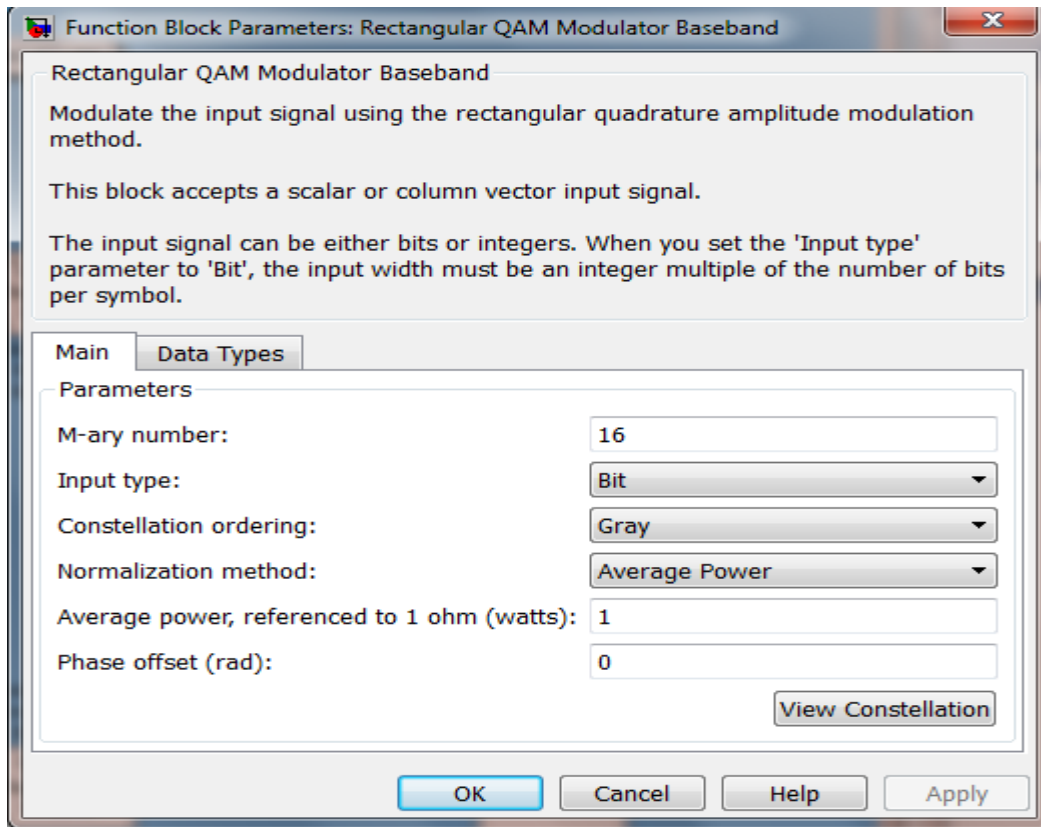 Function Block Parameters: Rectangular QAM Modulator Baseband
Rectangular QAM Modulator Baseband
Modulate the input signal using the rectangular quadrature amplitude modulation
method.
This block accepts a scalar or column vector input signal.
The input signal can be either bits or integers. When you set the 'Input type'
parameter to 'Bit', the input width must be an integer multiple of the number of bits
per symbol.
Main Data Types
Parameters
M-ary number: 16
Input type: Bit
Constellation ordering: Gray
Normalization method: Average Power
Average power, referenced to 1 ohm (watts): 1
Phase offset (rad): 0
View Constellation
OK Cancel Help Apply